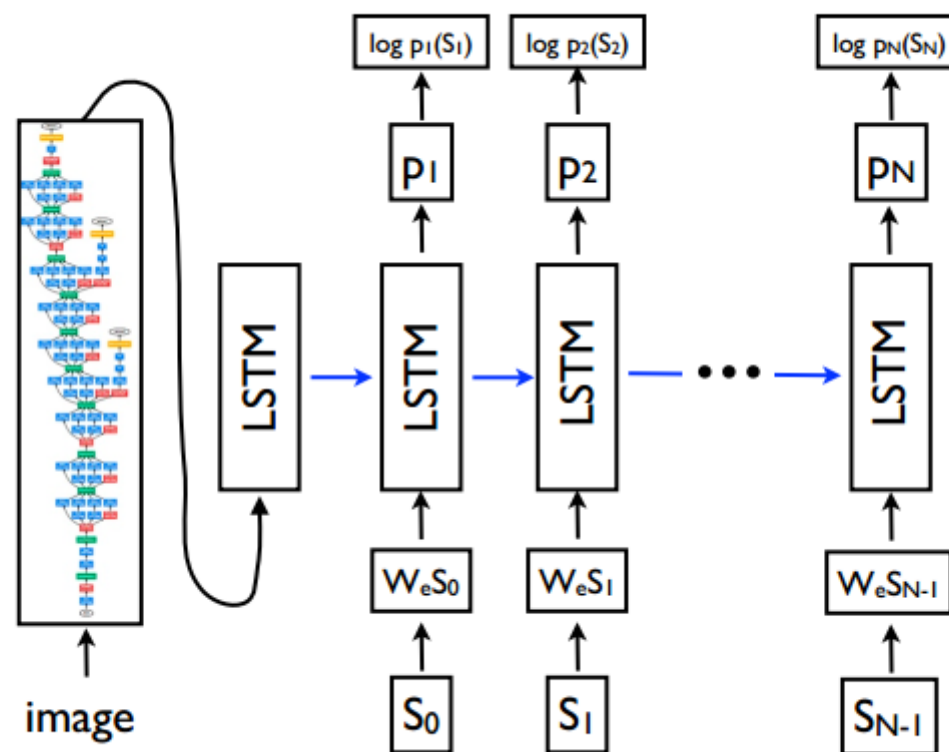 log p₁(S₁) log p₂(S₂) log pN(SN)
p₁ p₂ pN
LSTM LSTM LSTM ••• LSTM
WₑS₀ WₑS₁ WₑSN-1
image S₀ S₁ SN-1